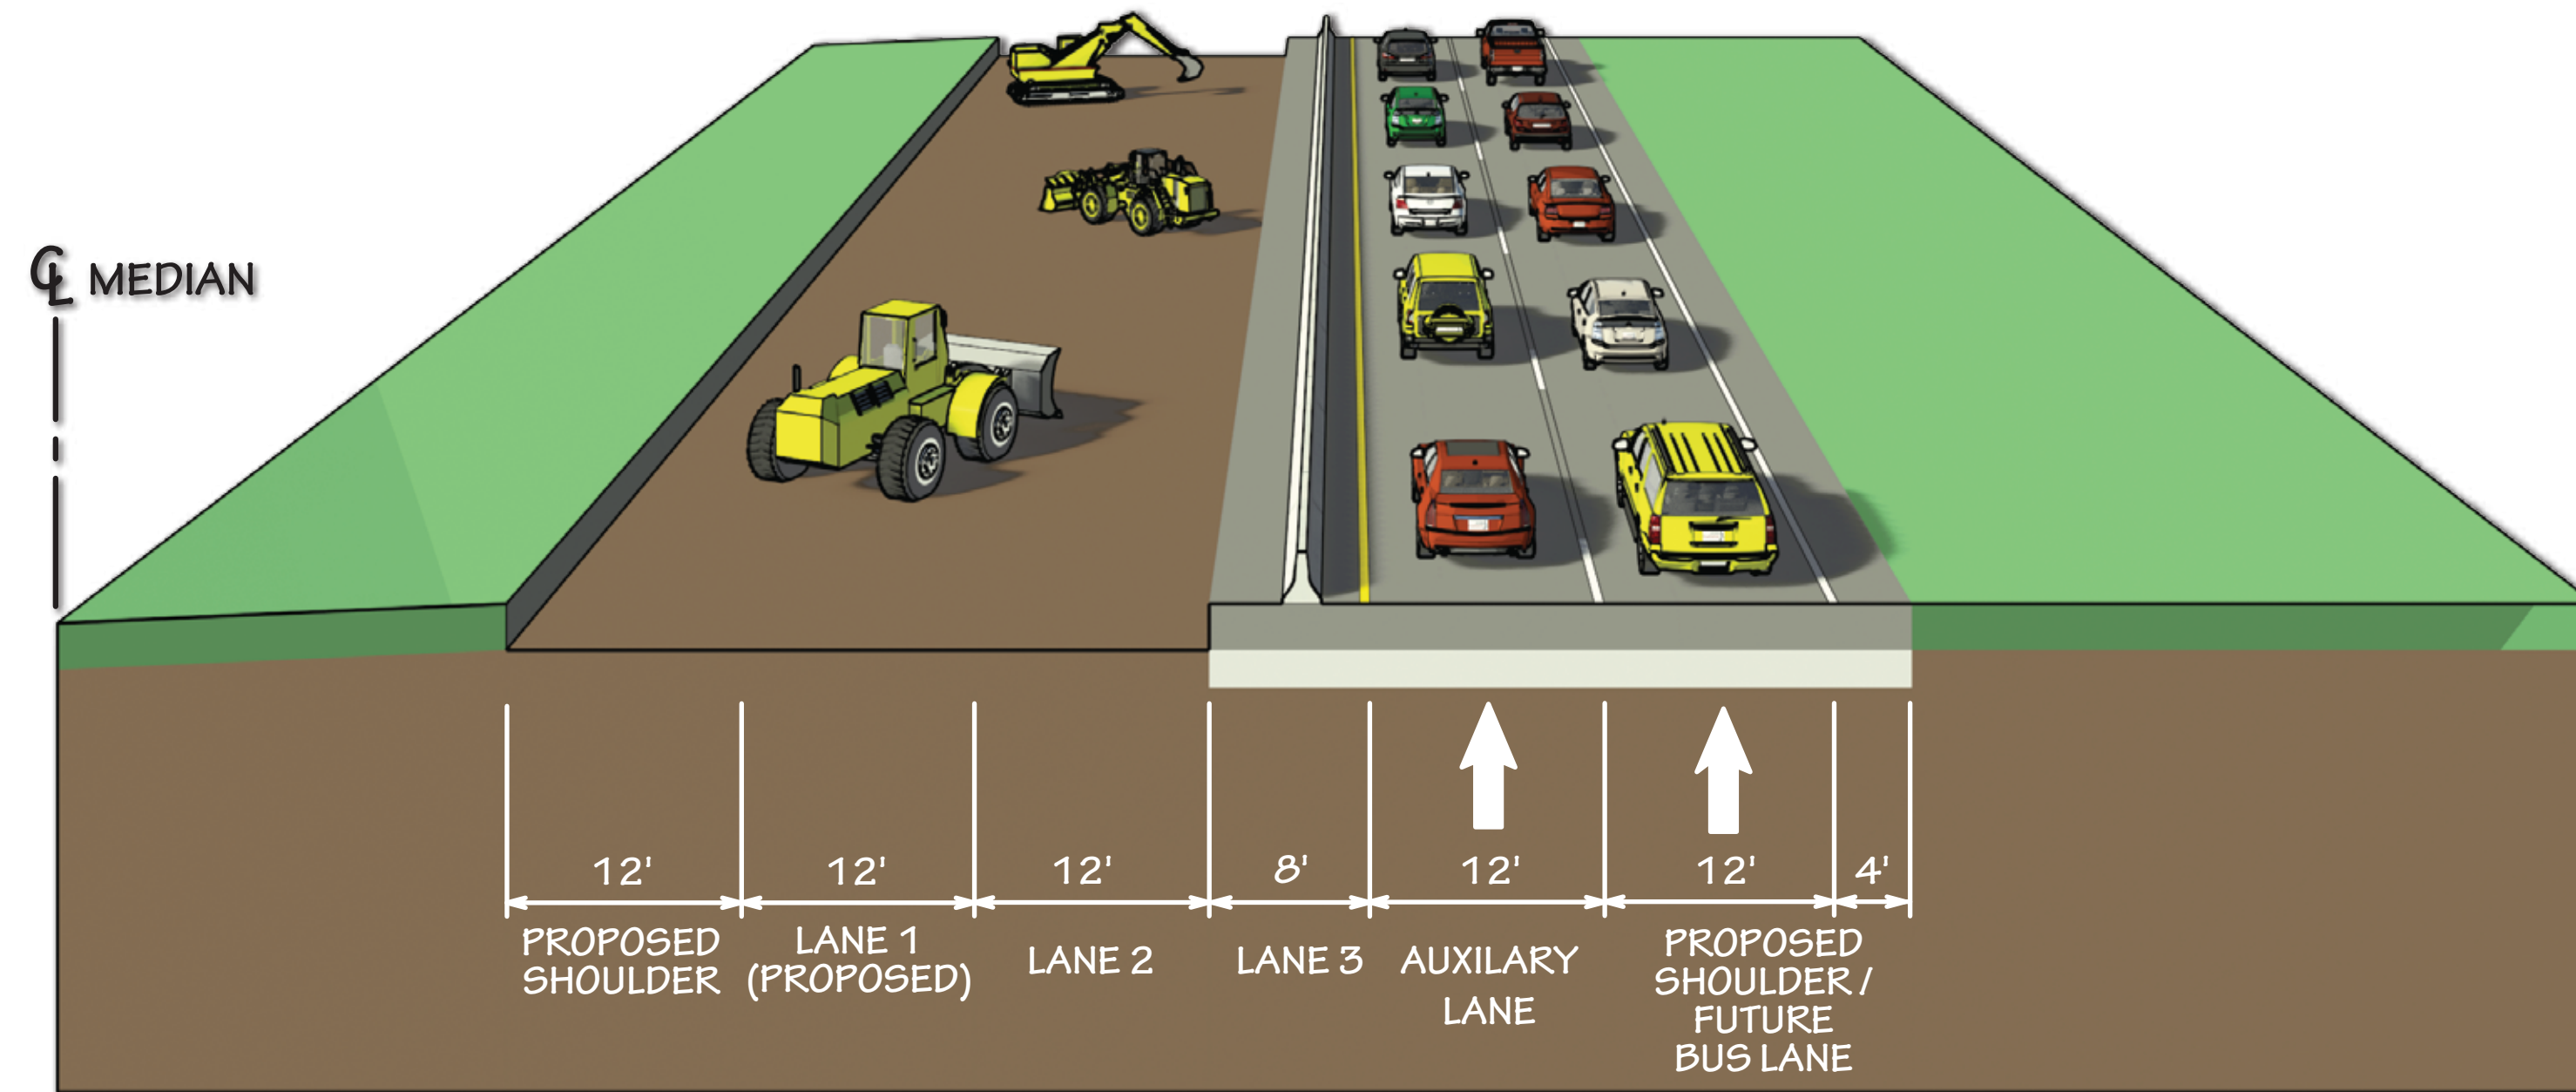 ℄ MEDIAN
12'
12'
12'
8'
12'
12'
4'
PROPOSED
SHOULDER
LANE 1
(PROPOSED)
LANE 2
LANE 3
AUXILARY
LANE
PROPOSED
SHOULDER /
FUTURE
BUS LANE